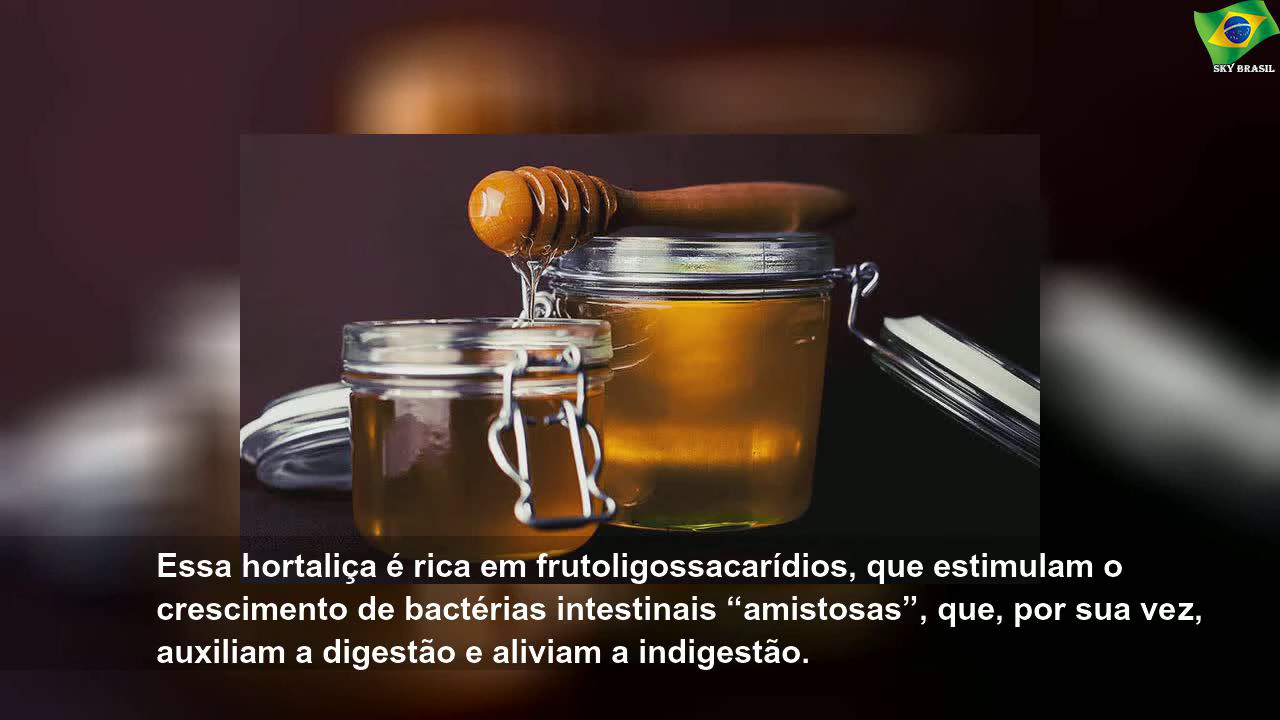 SKY BRASIL
Essa hortaliça é rica em frutoligossacarídios, que estimulam o
crescimento de bactérias intestinais “amistosas”, que, por sua vez,
auxiliam a digestão e aliviam a indigestão.